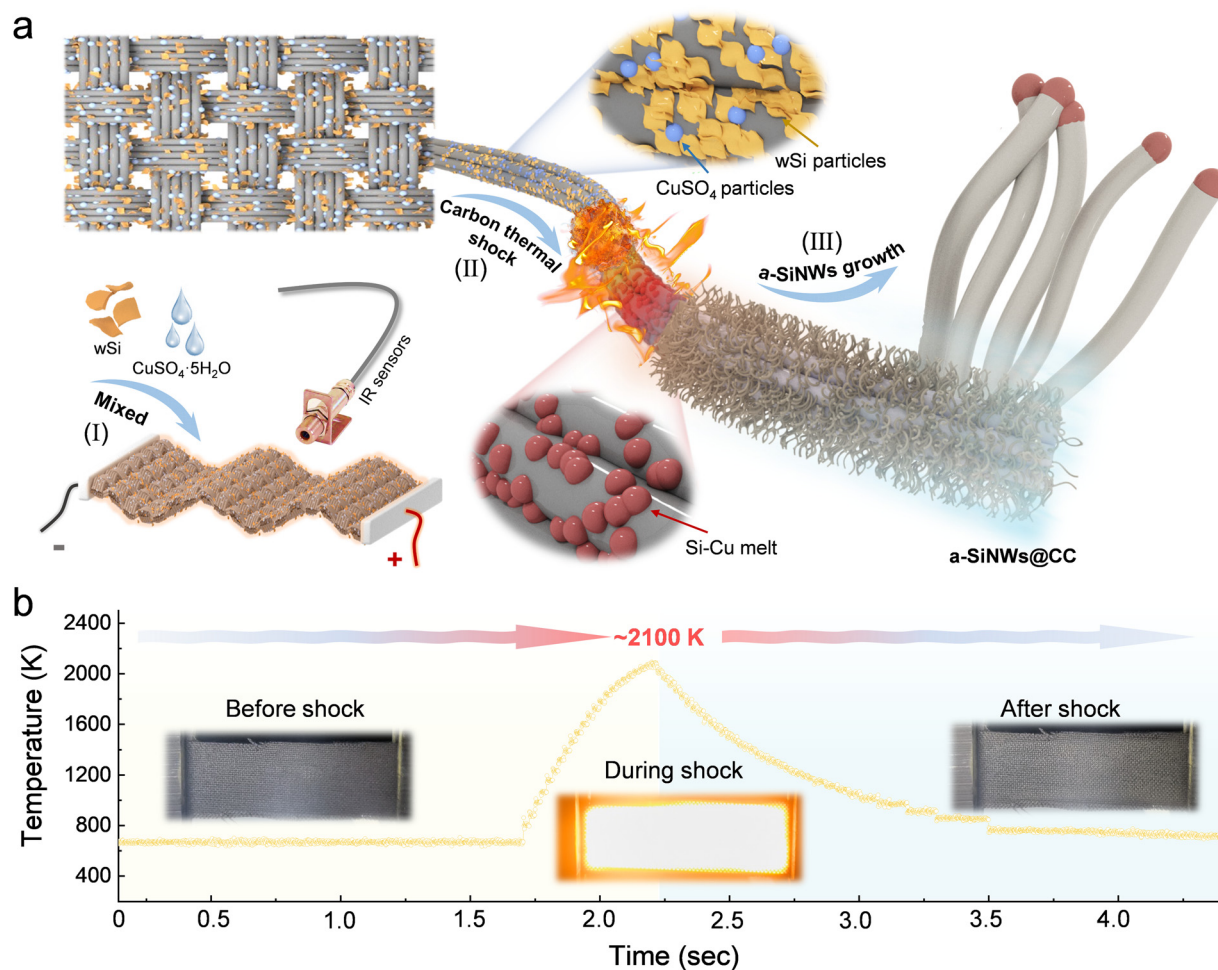 a
wSi particles
CuSO₄ particles
Carbon thermal
shock
(II)
(III)
a-SiNWs growth
wSi
CuSO₄·5H₂O
Mixed
(I)
IR sensors
-
+
Si-Cu melt
a-SiNWs@CC
b
2400
2000
1600
1200
800
400
Temperature (K)
~2100 K
Before shock
During shock
After shock
0
0.5
1.0
1.5
2.0
2.5
3.0
3.5
4.0
Time (sec)